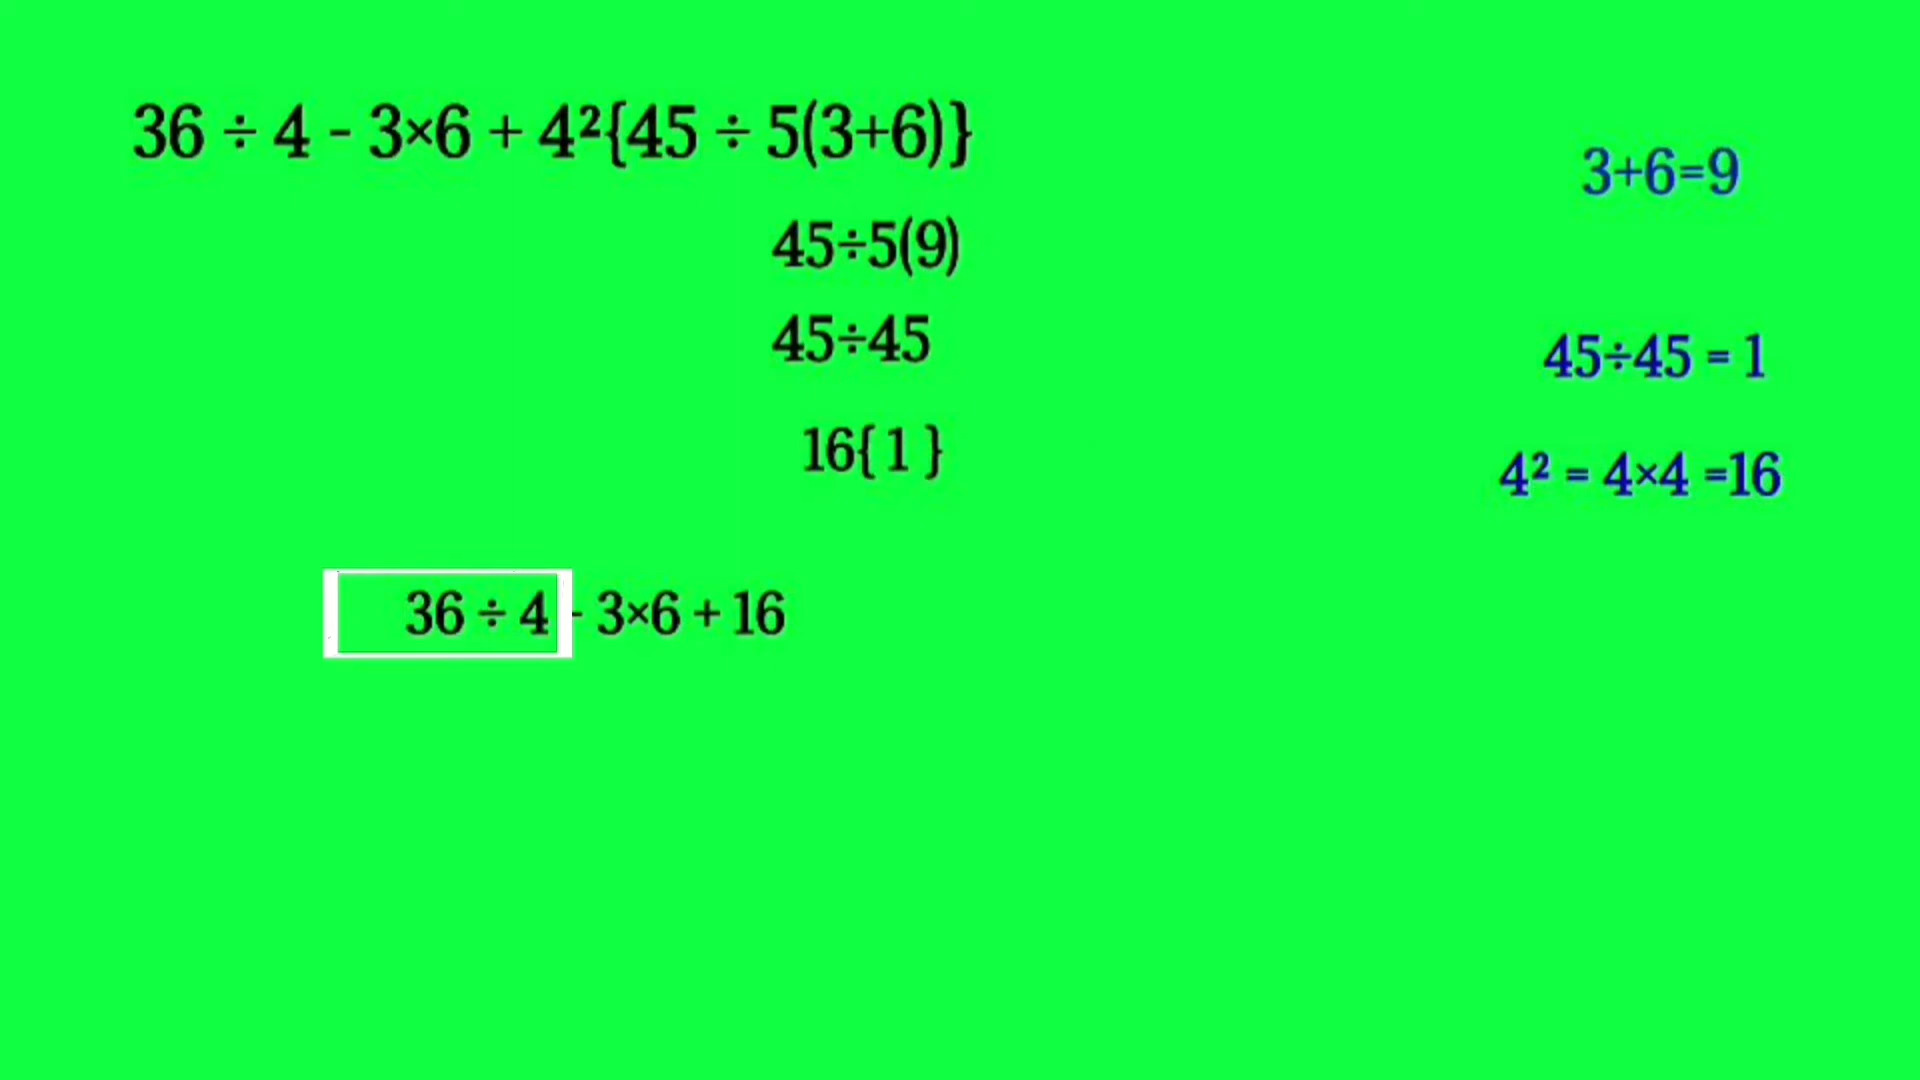 36 ÷ 4 - 3×6 + 4²{45 ÷ 5(3+6)}
3+6=9
45÷5(9)
45÷45
45÷45 = 1
16{ 1 }
4² = 4×4 =16
36 ÷ 4 - 3×6 + 16